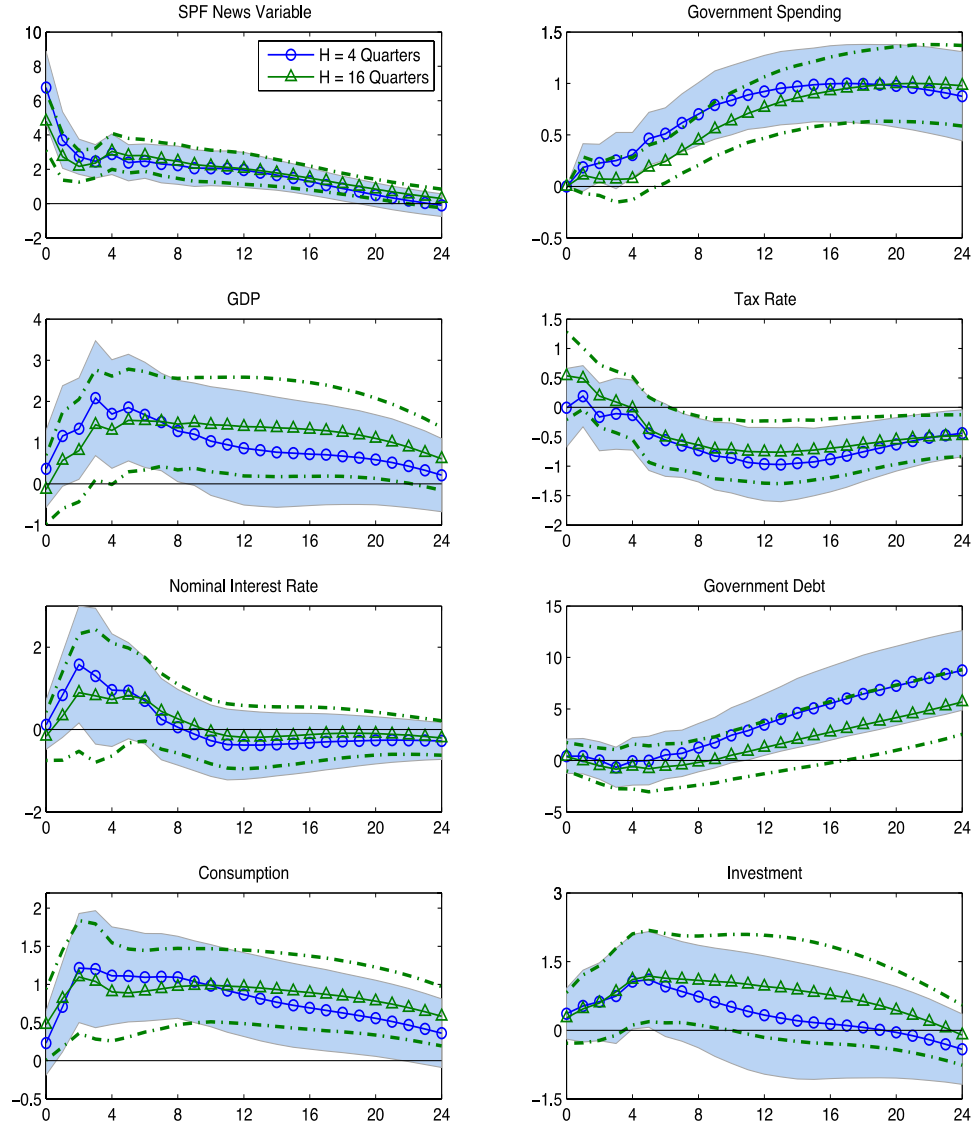 SPF News Variable
10
8
6
4
2
0
−2
0 4 8 12 16 20 24
H = 4 Quarters
H = 16 Quarters
Government Spending
1.5
1
0.5
0
−0.5
0 4 8 12 16 20 24
GDP
4
3
2
1
0
−1
0 4 8 12 16 20 24
Tax Rate
1.5
1
0.5
0
−0.5
−1
−1.5
−2
0 4 8 12 16 20 24
Nominal Interest Rate
2
0
−2
0 4 8 12 16 20 24
Government Debt
15
10
5
0
−5
0 4 8 12 16 20 24
Consumption
2
1.5
1
0.5
0
−0.5
0 4 8 12 16 20 24
Investment
3
1.5
0
−1.5
0 4 8 12 16 20 24